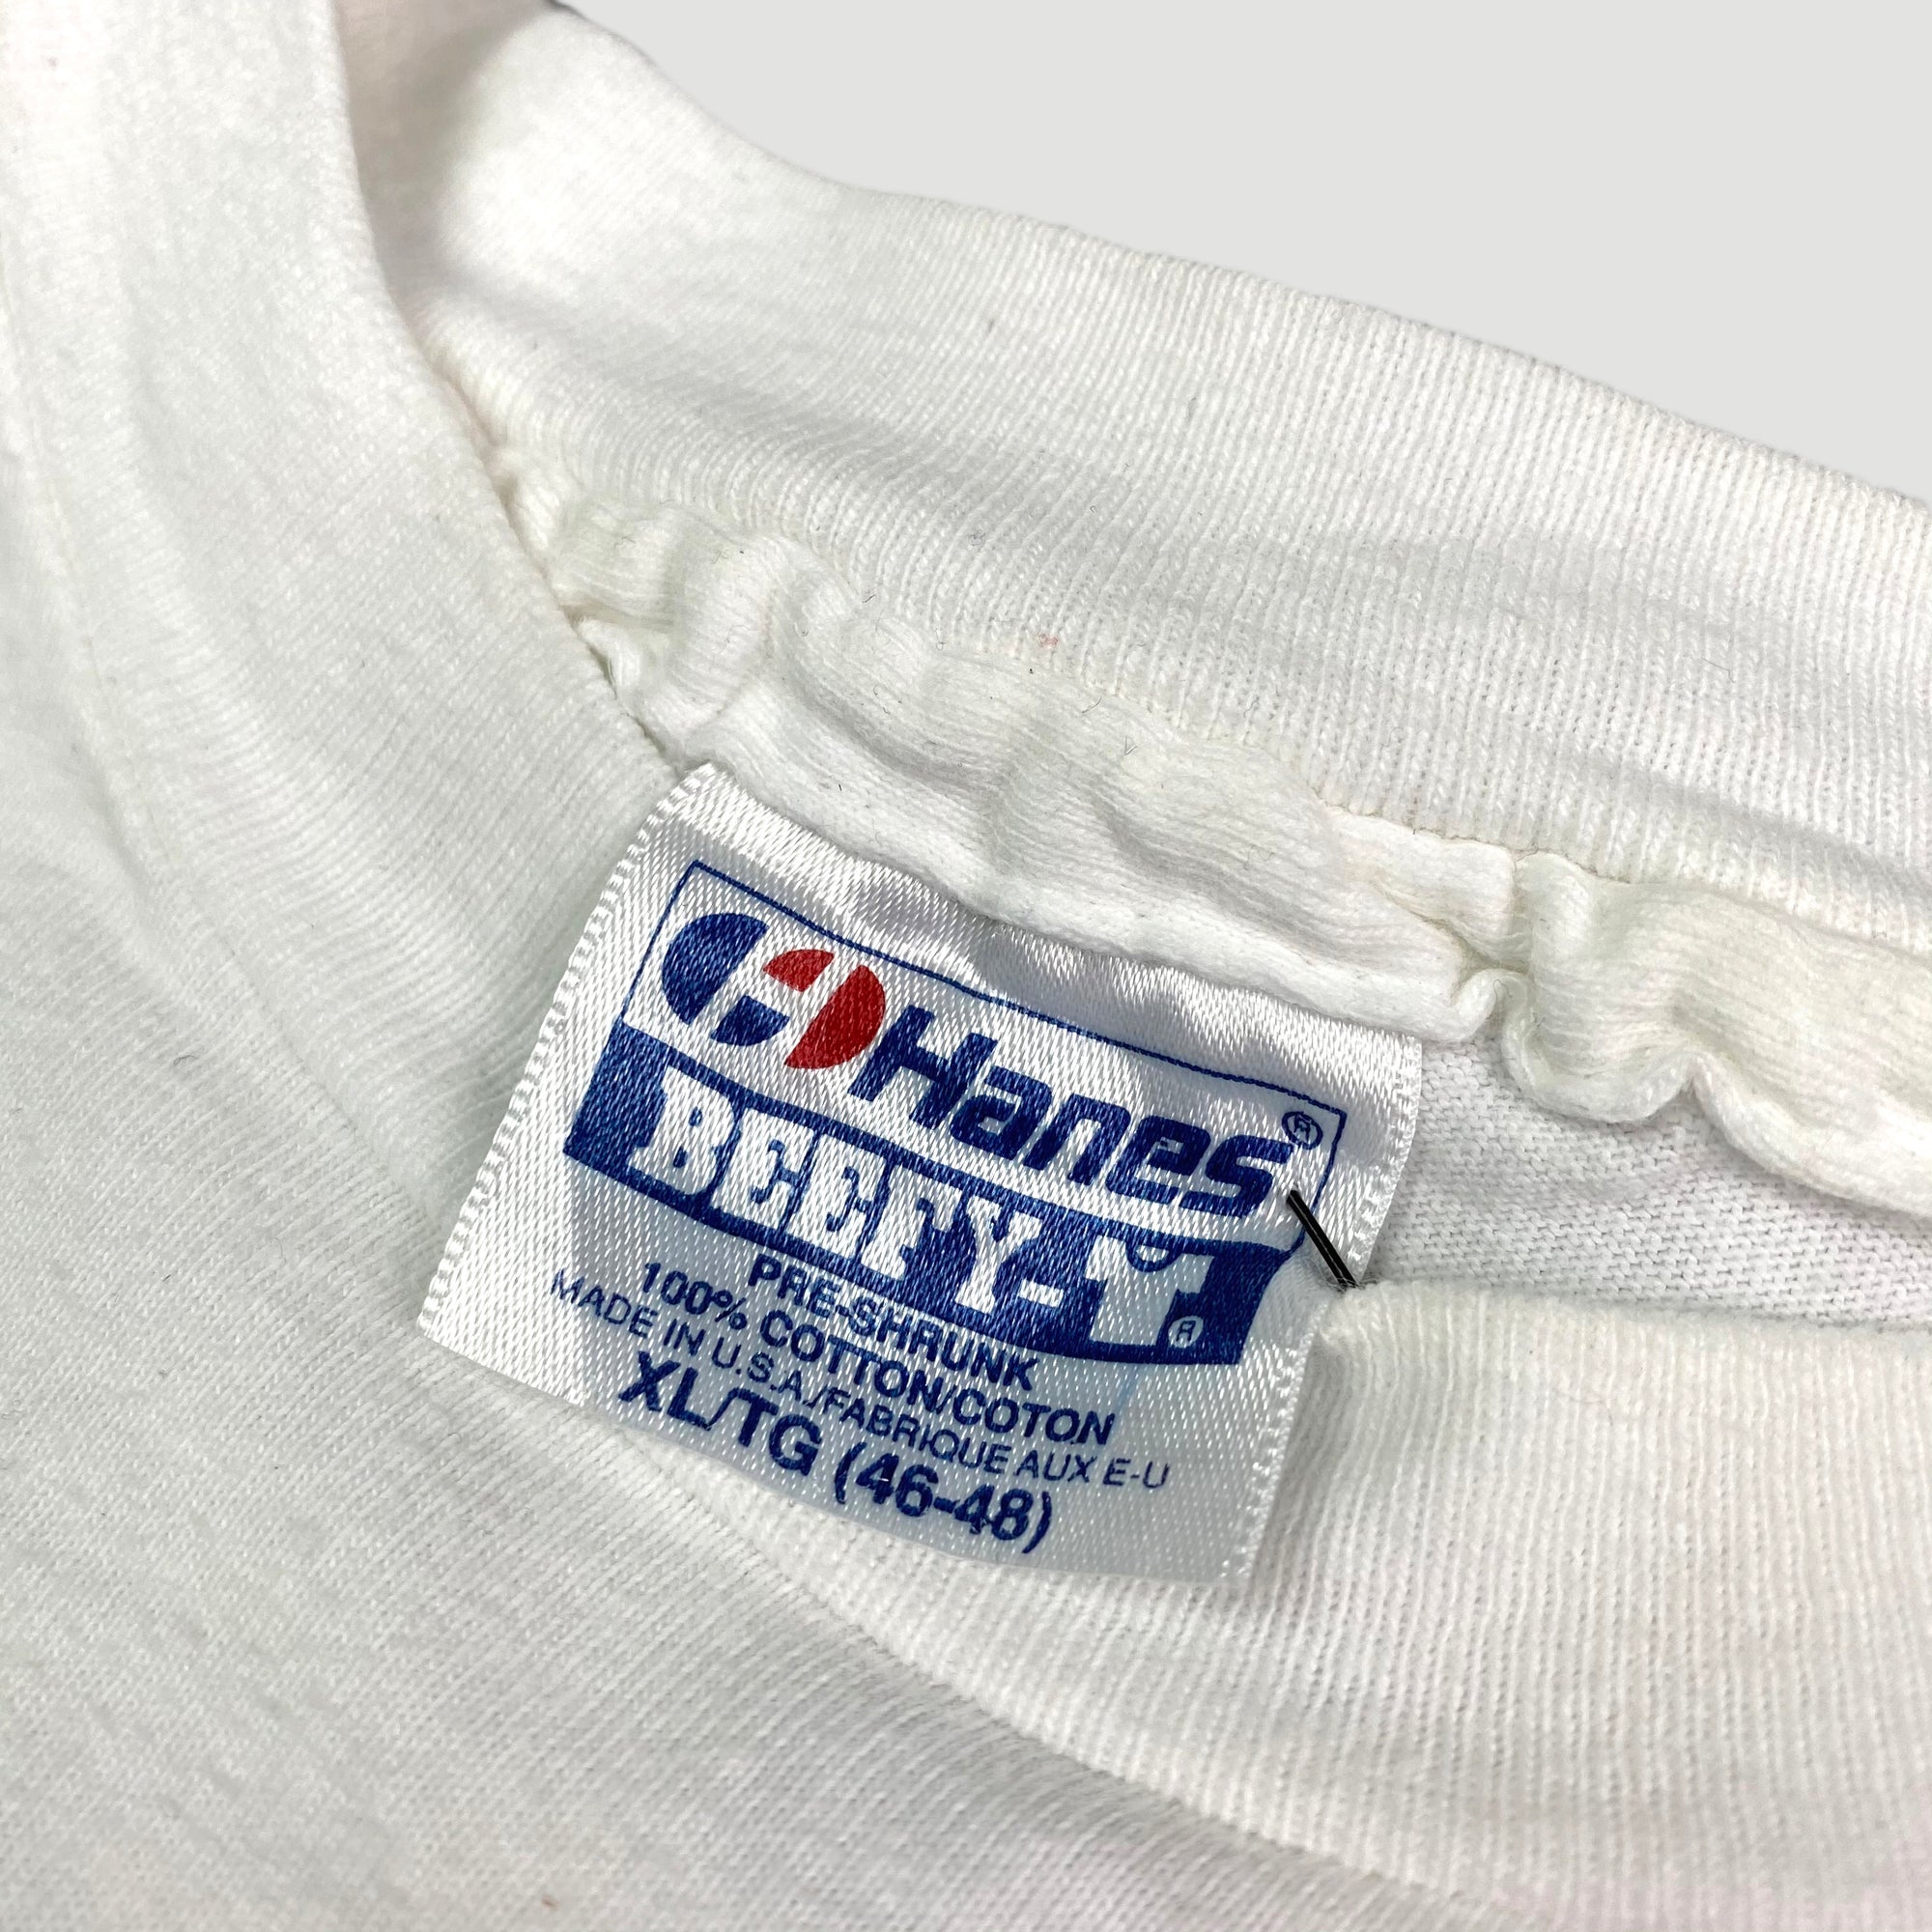 Hanes®
BEEFY-T®
PRE-SHRUNK
100% COTTON/COTON
MADE IN U.S.A./FABRIQUE AUX E-U
XL/TG (46-48)